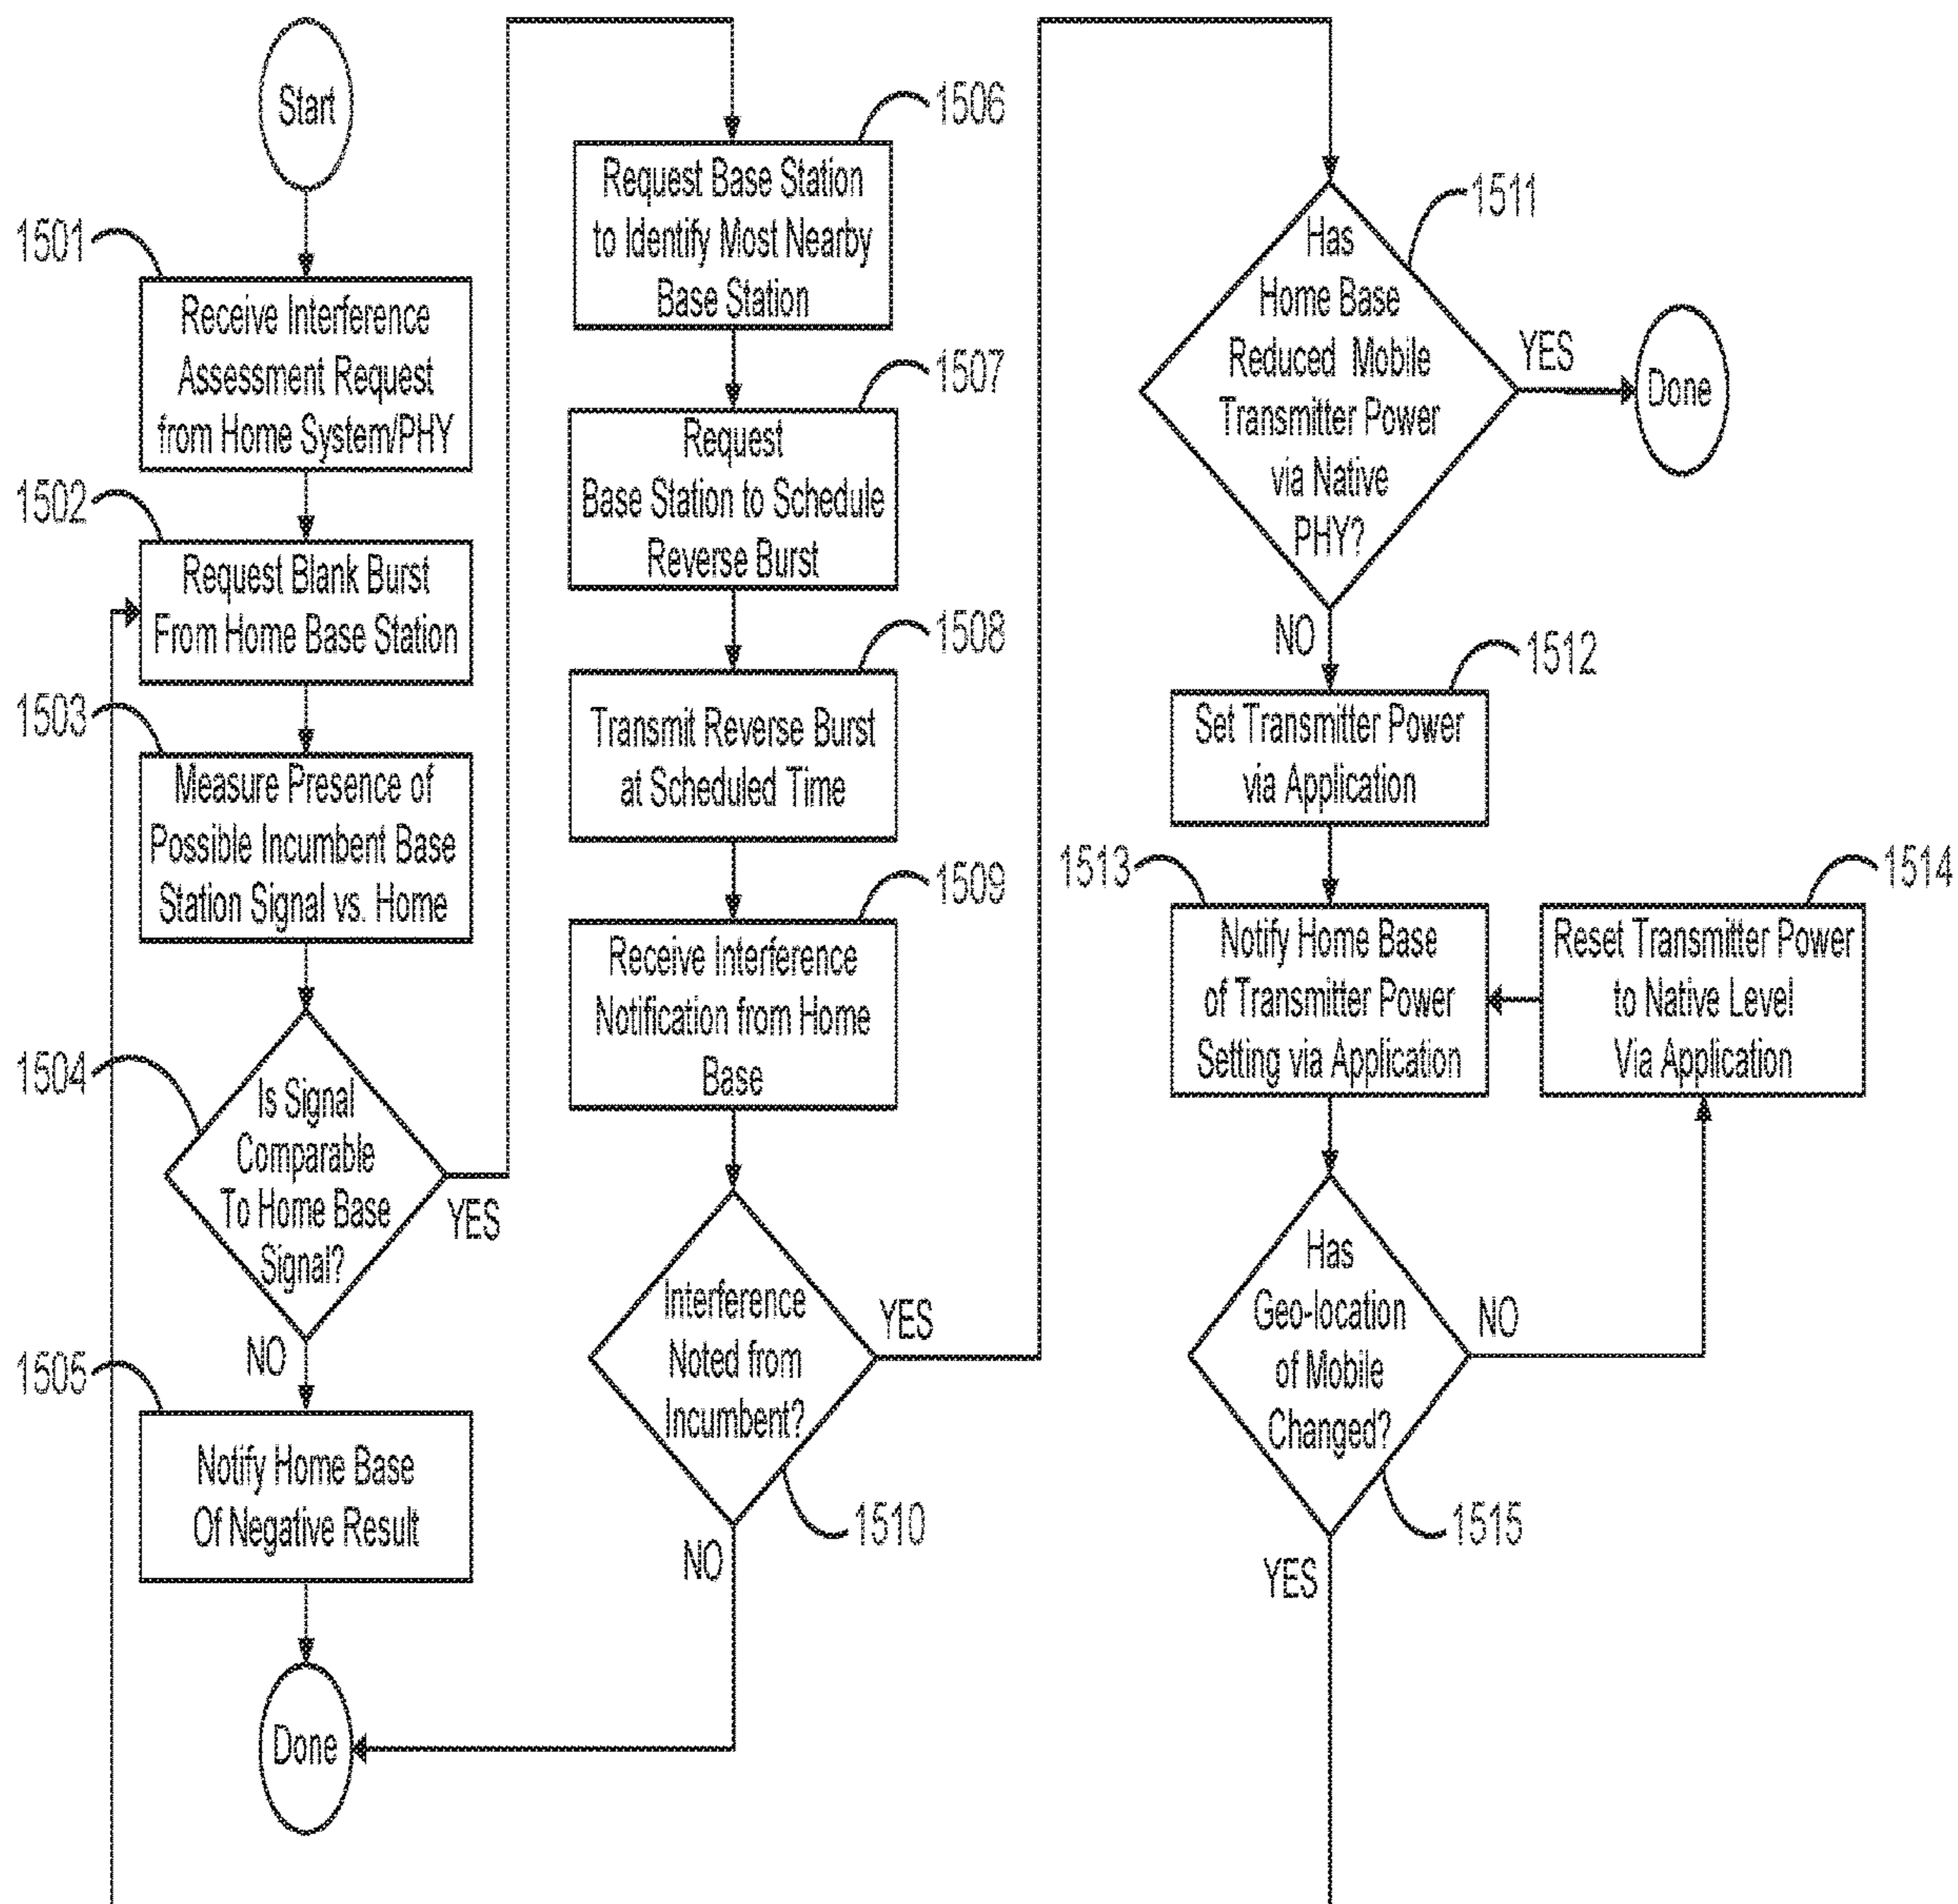 Start
1501
Receive Interference
Assessment Request
from Home System/PHY
1502
Request Blank Burst
From Home Base Station
1503
Measure Presence of
Possible Incumbent Base
Station Signal vs. Home
1504
Is Signal
Comparable
To Home Base
Signal?
YES
NO
1505
Notify Home Base
Of Negative Result
Done
1506
Request Base Station
to Identify Most Nearby
Base Station
1507
Request
Base Station to Schedule
Reverse Burst
1508
Transmit Reverse Burst
at Scheduled Time
1509
Receive Interference
Notification from Home
Base
Interference
Noted from
Incumbent?
YES
1510
NO
1511
Has
Home Base
Reduced Mobile
Transmitter Power
via Native
PHY?
YES
Done
NO
1512
Set Transmitter Power
via Application
1513
Notify Home Base
of Transmitter Power
Setting via Application
1514
Reset Transmitter Power
to Native Level
Via Application
Has
Geo-location
of Mobile
Changed?
NO
1515
YES